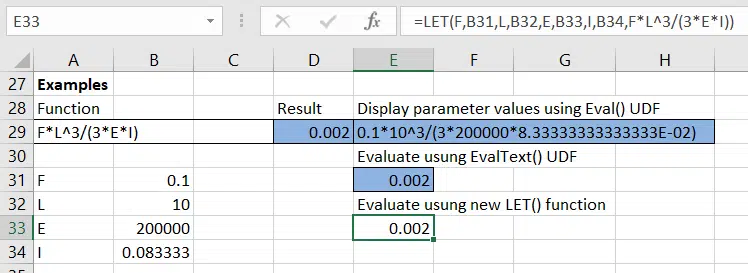 E33 fx =LET(F,B31,L,B32,E,B33,I,B34,F*L^3/(3*E*I))
A B C D E F G H
27 Examples
28 Function Result Display parameter values using Eval() UDF
29 F*L^3/(3*E*I) 0.002 0.1*10^3/(3*200000*8.33333333333333E-02)
30 Evaluate usung EvalText() UDF
31 F 0.1 0.002
32 L 10 Evaluate usung new LET() function
33 E 200000 0.002
34 I 0.083333